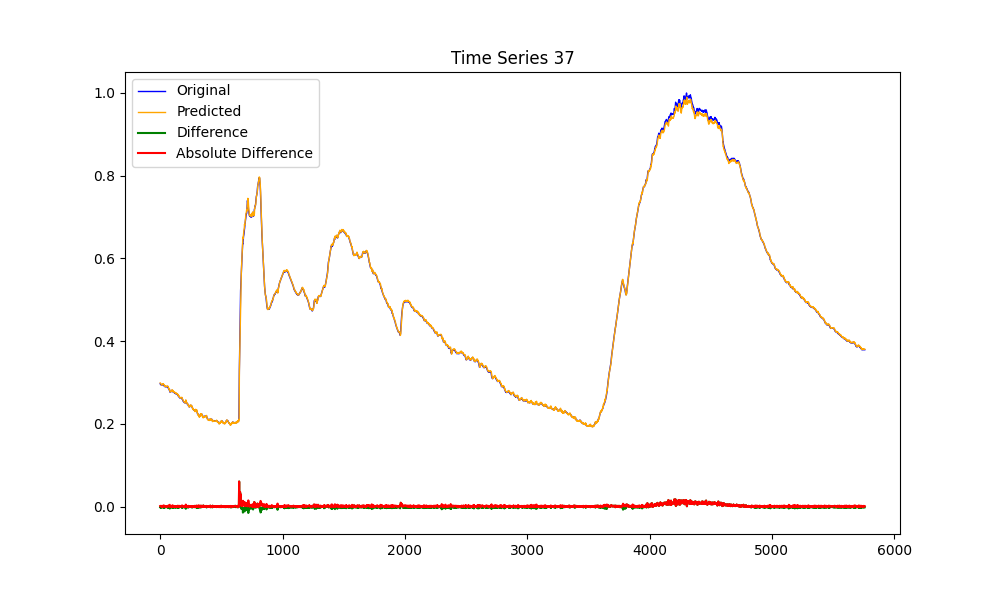 Time Series 37
Original
Predicted
Difference
Absolute Difference
1.0
0.8
0.6
0.4
0.2
0.0
0 1000 2000 3000 4000 5000 6000